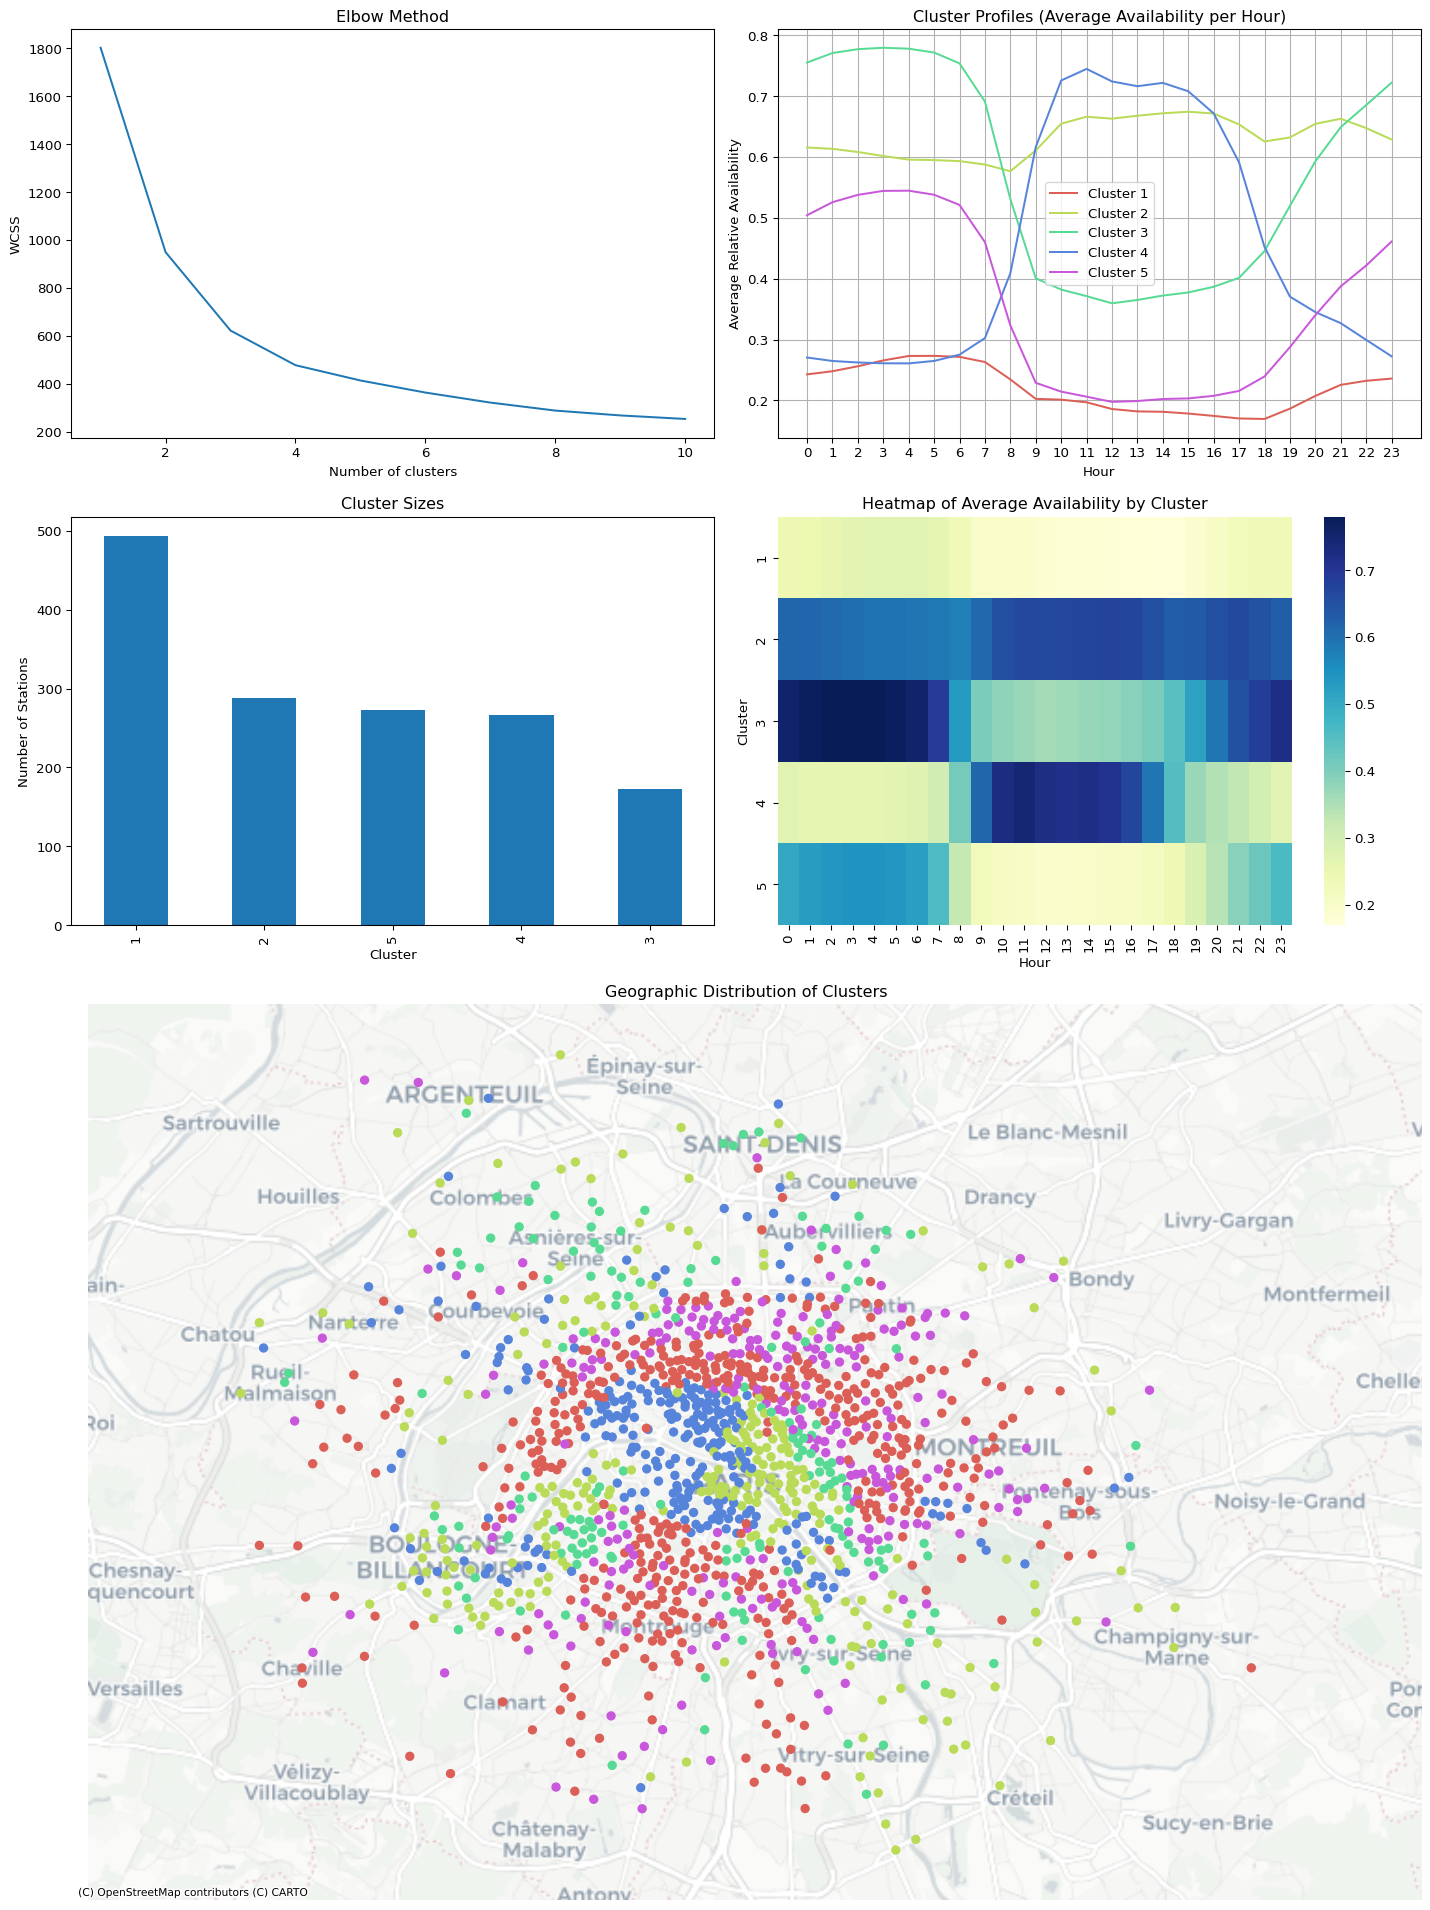 Elbow Method
1800
1600
1400
1200
1000
800
600
400
200
WCSS
2 4 6 8 10
Number of clusters
Cluster Profiles (Average Availability per Hour)
0.8
0.7
0.6
0.5
0.4
0.3
0.2
Average Relative Availability
Cluster 1
Cluster 2
Cluster 3
Cluster 4
Cluster 5
0 1 2 3 4 5 6 7 8 9 10 11 12 13 14 15 16 17 18 19 20 21 22 23
Hour
Cluster Sizes
500
400
300
200
100
0
Number of Stations
1 2 5 4 3
Cluster
Heatmap of Average Availability by Cluster
1
2
3
4
5
Cluster
0 1 2 3 4 5 6 7 8 9 10 11 12 13 14 15 16 17 18 19 20 21 22 23
Hour
0.7
0.6
0.5
0.4
0.3
0.2
Geographic Distribution of Clusters
Épinay-sur-
Seine
ARGENTEUIL
Sartrouville
SAINT-DENIS
Le Blanc-Mesnil
La Courneuve
Houilles
Colombes
Drancy
Livry-Gargan
Asnières-sur-
Seine
Aubervilliers
ain-
Bondy
Montfermeil
Courbevoie
Pantin
Nanterre
Chatou
Rueil-
Malmaison
Chelle
Roi
MONTREUIL
Fontenay-sous-
Bois
Noisy-le-Grand
BOULOGNE-
BILLANCOURT
Chesnay-
quencourt
Montrouge
Ivry-sur-Seine
Champigny-sur-
Marne
Chaville
Versailles
Clamart
Pon
Com
Vitry-sur-Seine
Vélizy-
Villacoublay
Créteil
Sucy-en-Brie
Châtenay-
Malabry
Antony
(C) OpenStreetMap contributors (C) CARTO